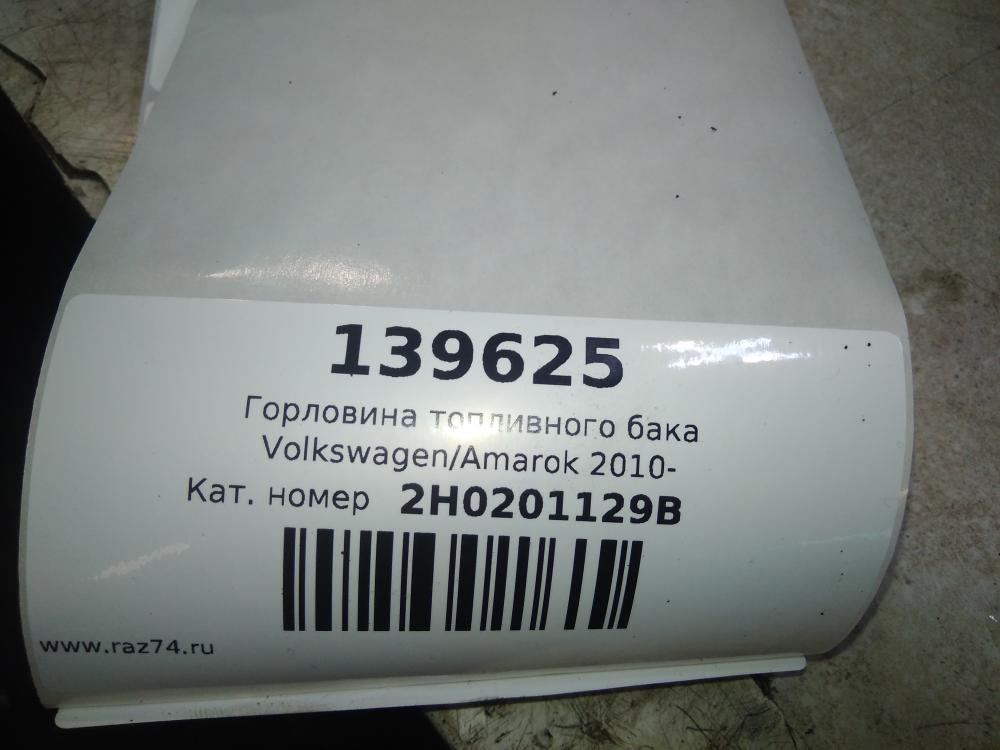 139625
Горловина топливного бака
Volkswagen/Amarok 2010-
Кат. номер 2H0201129B
www.raz74.ru